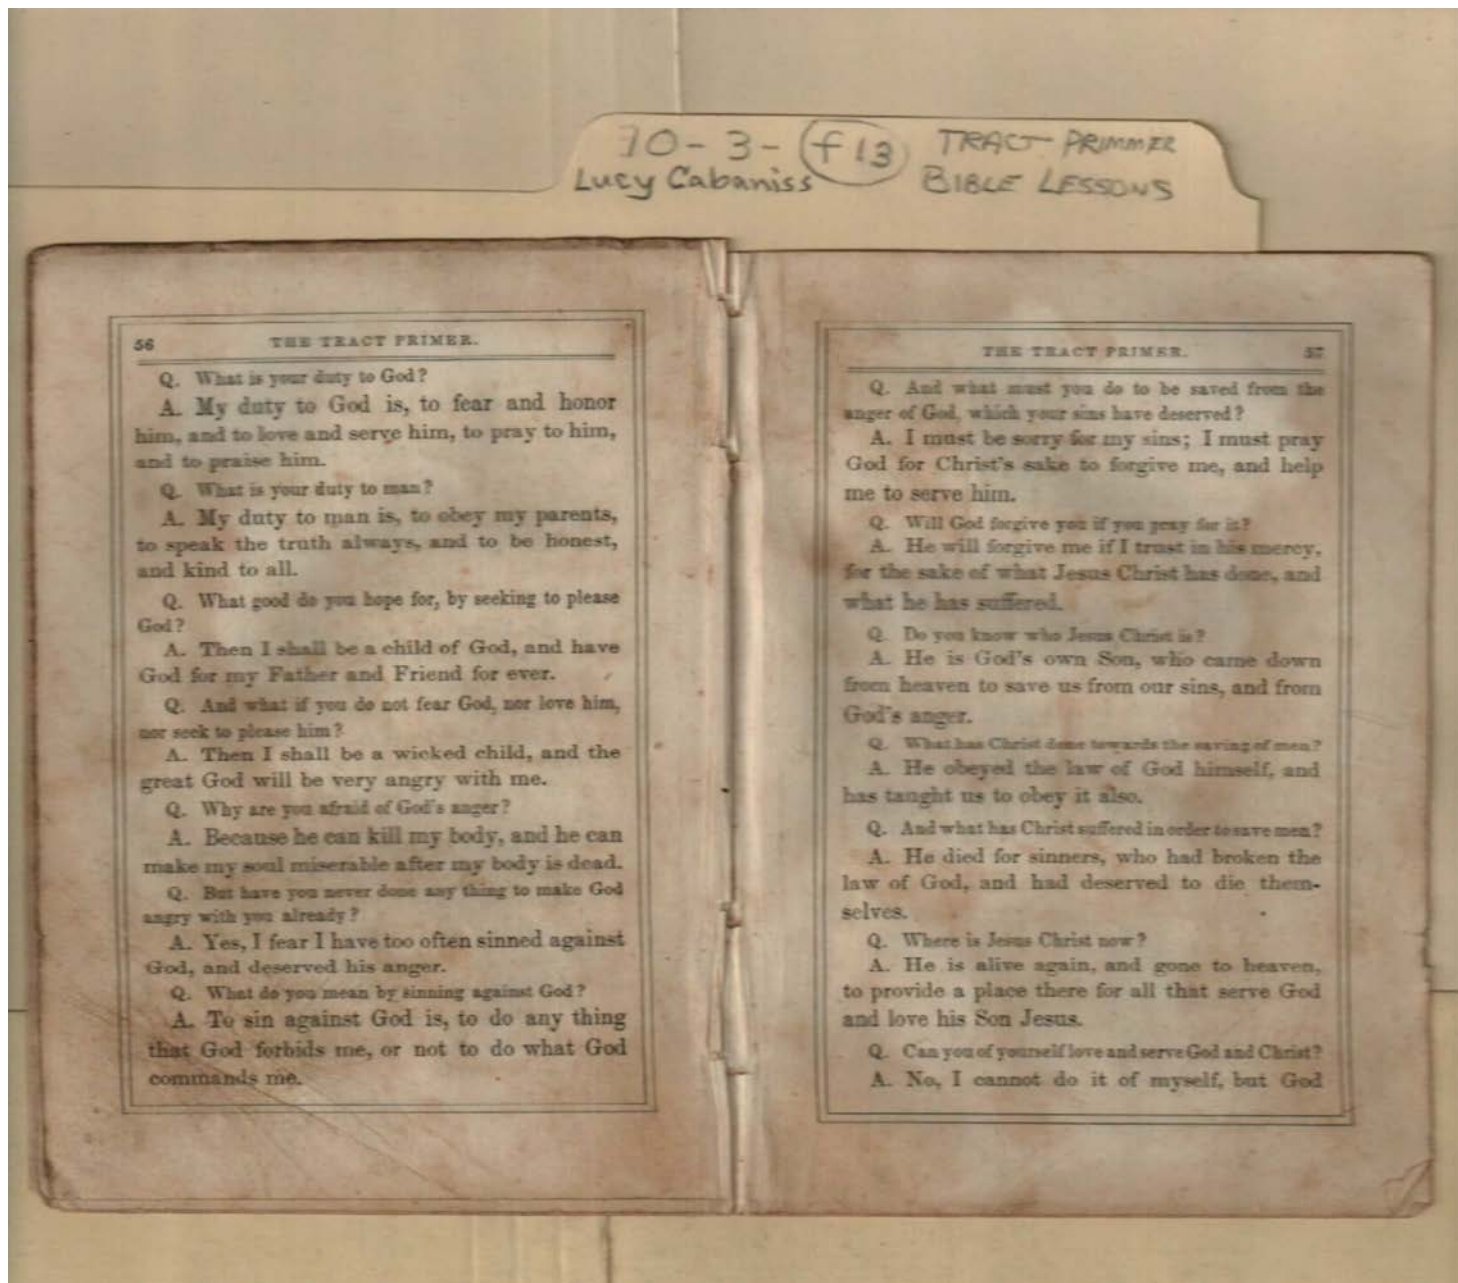 70-3-f13 TRACT PRIMMER
Lucy Cabaniss BIBLE LESSONS
56 THE TRACT PRIMER.
Q. What is your duty to God?
A. My duty to God is, to fear and honor
him, and to love and serve him, to pray to him,
and to praise him.
Q. What is your duty to man?
A. My duty to man is, to obey my parents,
to speak the truth always, and to be honest,
and kind to all.
Q. What good do you hope for, by seeking to please
God?
A. Then I shall be a child of God, and have
God for my Father and Friend for ever.
Q. And what if you do not fear God, nor love him,
nor seek to please him?
A. Then I shall be a wicked child, and the
great God will be very angry with me.
Q. Why are you afraid of God's anger?
A. Because he can kill my body, and he can
make my soul miserable after my body is dead.
Q. But have you never done any thing to make God
angry with you already?
A. Yes, I fear I have too often sinned against
God, and deserved his anger.
Q. What do you mean by sinning against God?
A. To sin against God is, to do any thing
that God forbids me, or not to do what God
commands me.
THE TRACT PRIMER. 57
Q. And what must you do to be saved from the
anger of God, which your sins have deserved?
A. I must be sorry for my sins; I must pray
God for Christ's sake to forgive me, and help
me to serve him.
Q. Will God forgive you if you pray for it?
A. He will forgive me if I trust in his mercy,
for the sake of what Jesus Christ has done, and
what he has suffered.
Q. Do you know who Jesus Christ is?
A. He is God's own Son, who came down
from heaven to save us from our sins, and from
God's anger.
Q. What has Christ done towards the saving of men?
A. He obeyed the law of God himself, and
has taught us to obey it also.
Q. And what has Christ suffered in order to save men?
A. He died for sinners, who had broken the
law of God, and had deserved to die them-
selves.
Q. Where is Jesus Christ now?
A. He is alive again, and gone to heaven,
to provide a place there for all that serve God
and love his Son Jesus.
Q. Can you of yourself love and serve God and Christ?
A. No, I cannot do it of myself, but God